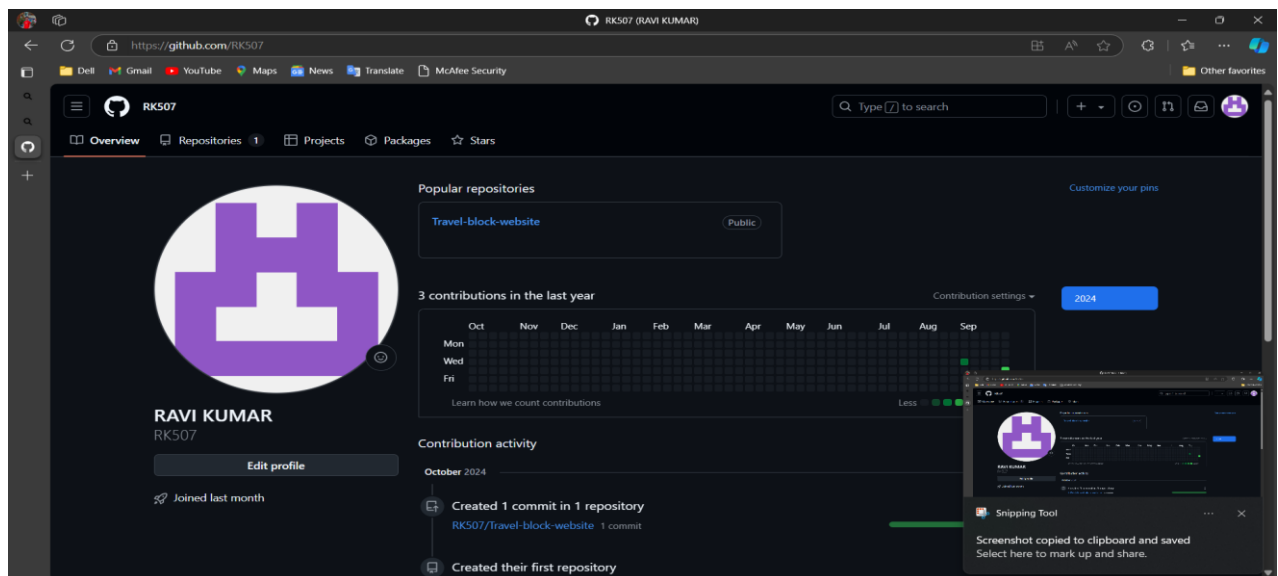 RK507 (RAVI KUMAR)
https://github.com/RK507
Dell Gmail YouTube Maps News Translate McAfee Security Other favorites
RK507 Type / to search
Overview Repositories 1 Projects Packages Stars
Popular repositories Customize your pins
Travel-block-website Public
3 contributions in the last year Contribution settings 2024
Oct Nov Dec Jan Feb Mar Apr May Jun Jul Aug Sep
Mon
Wed
Fri
Learn how we count contributions Less
RAVI KUMAR
RK507
Edit profile
Joined last month
Contribution activity
October 2024
Created 1 commit in 1 repository
RK507/Travel-block-website 1 commit
Created their first repository
Snipping Tool
Screenshot copied to clipboard and saved
Select here to mark up and share.